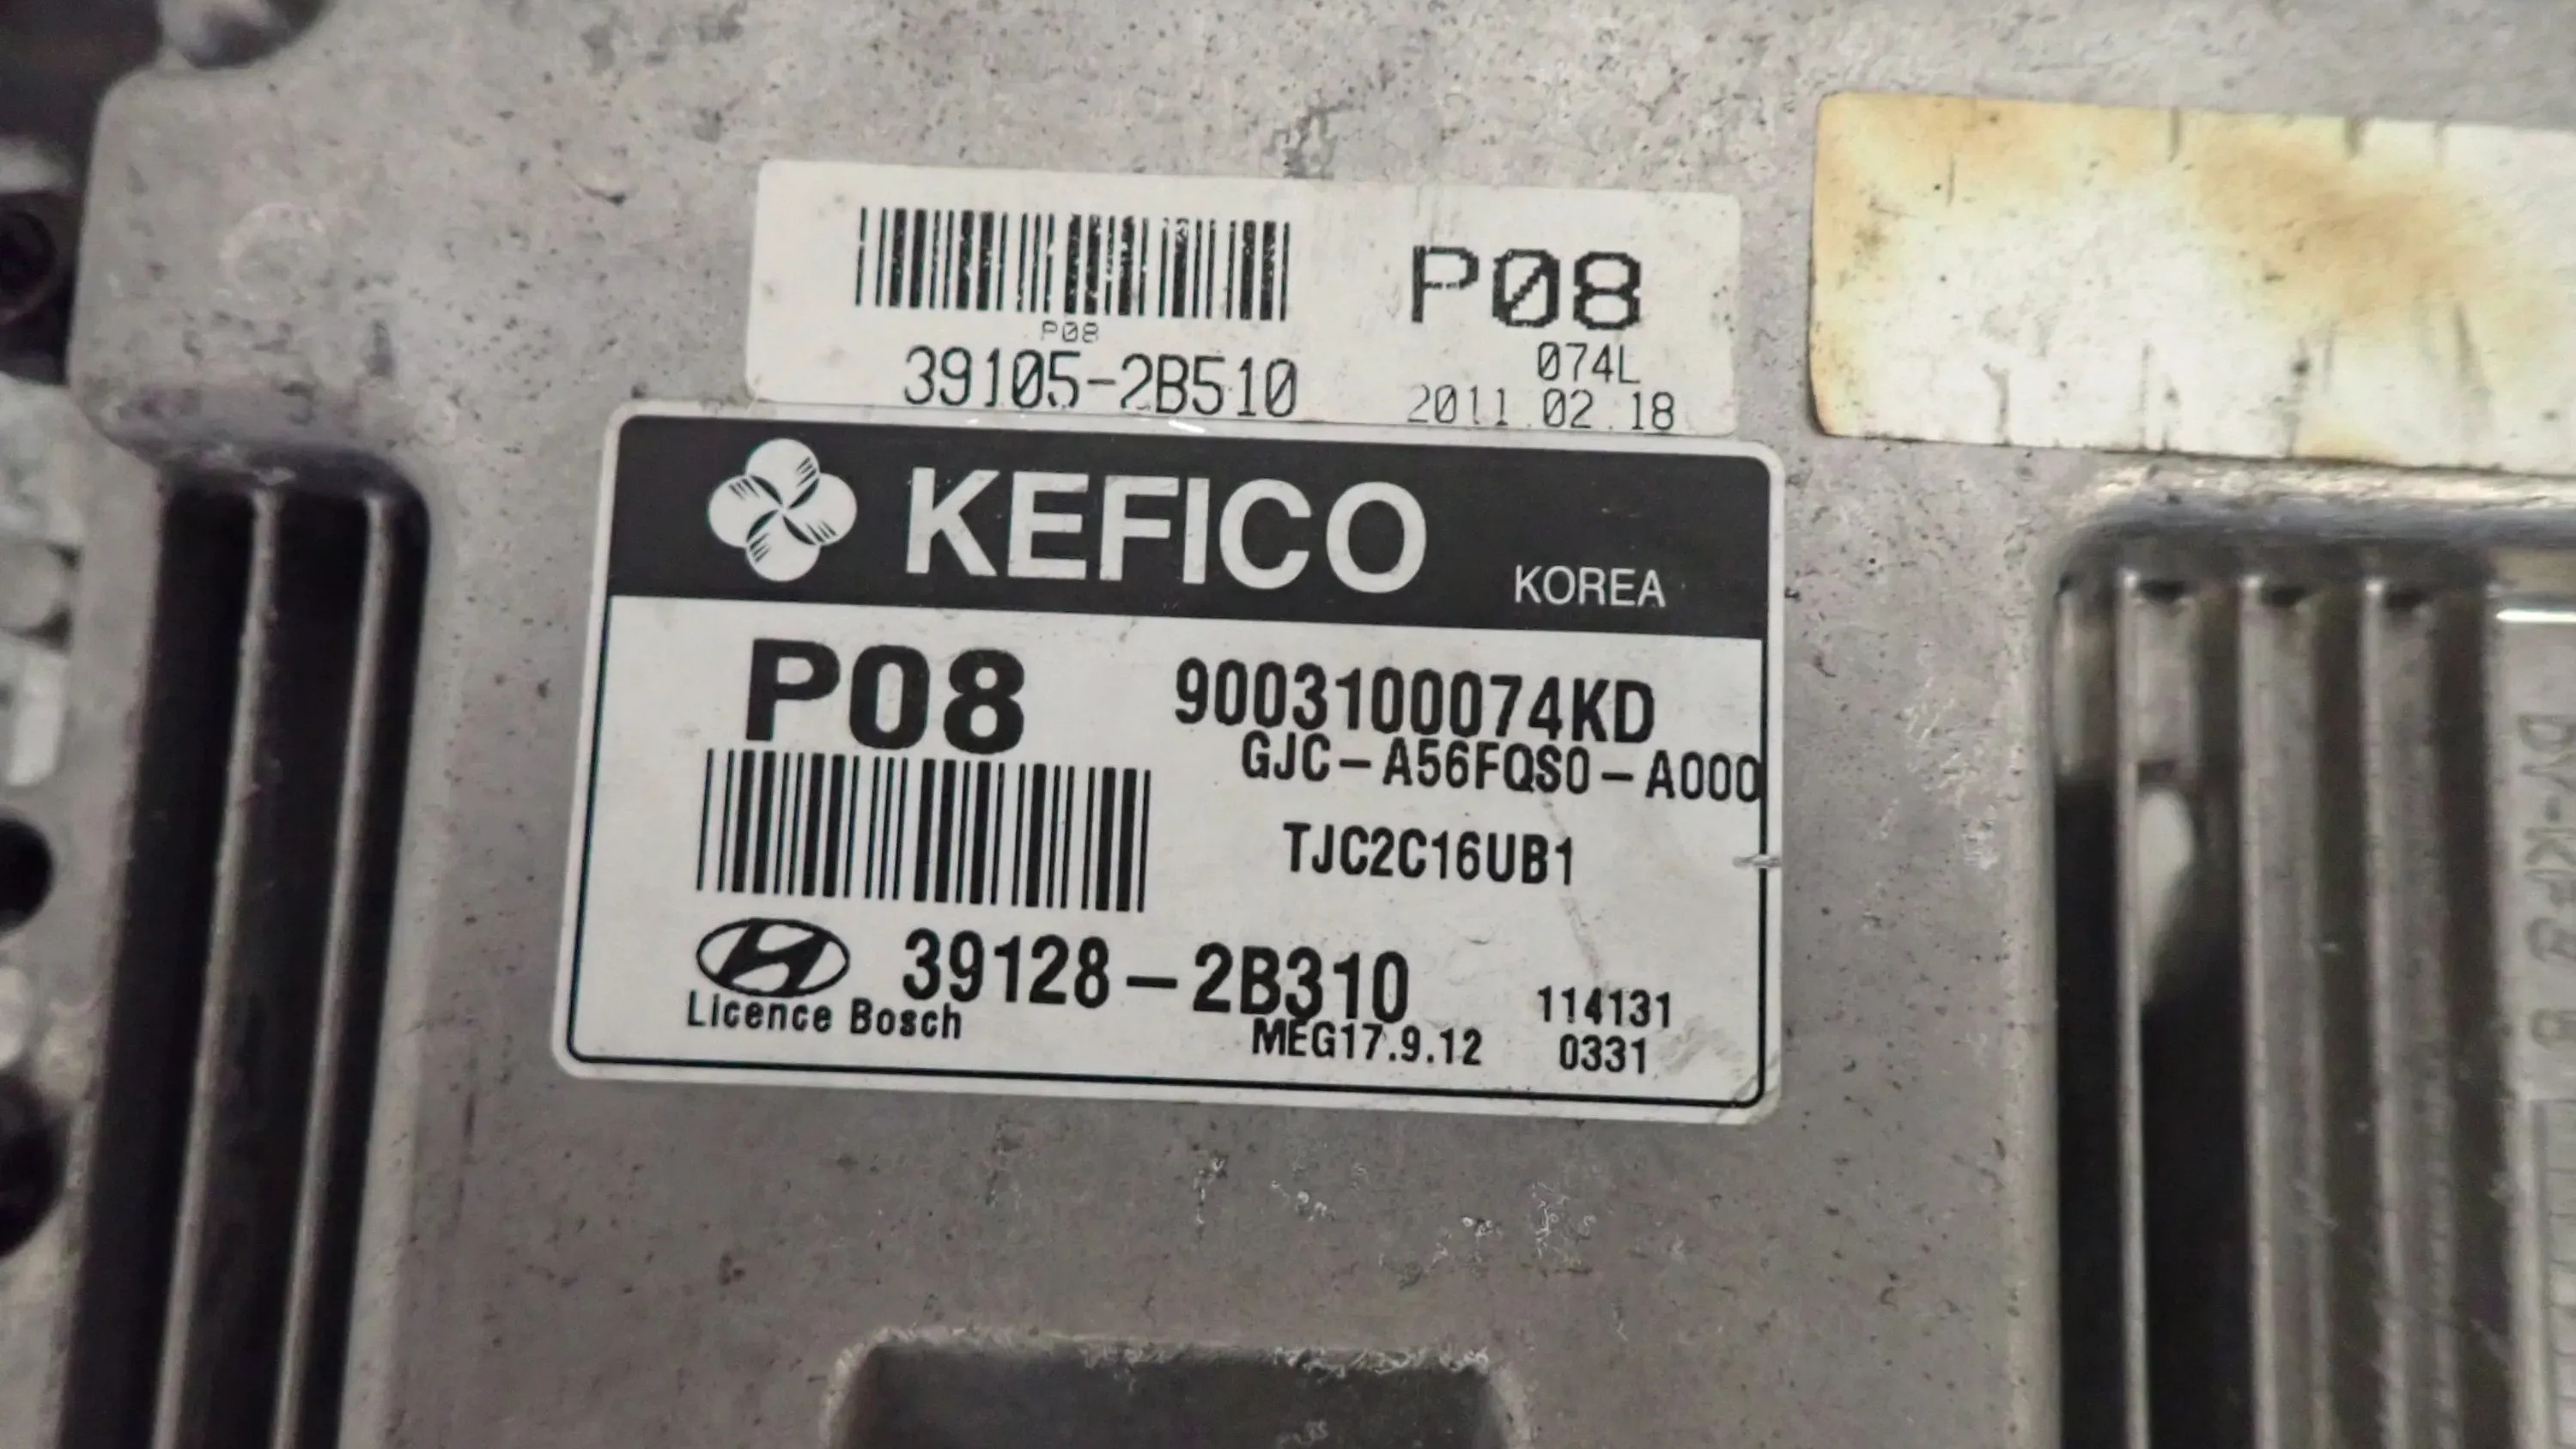 P08
39105-2B510
P08
074L
2011.02.18
KEFICO
KOREA
P08
9003100074KD
GJC-A56FQS0-A000
TJC2C16UB1
39128-2B310
Licence Bosch
MEG17.9.12
114131
0331